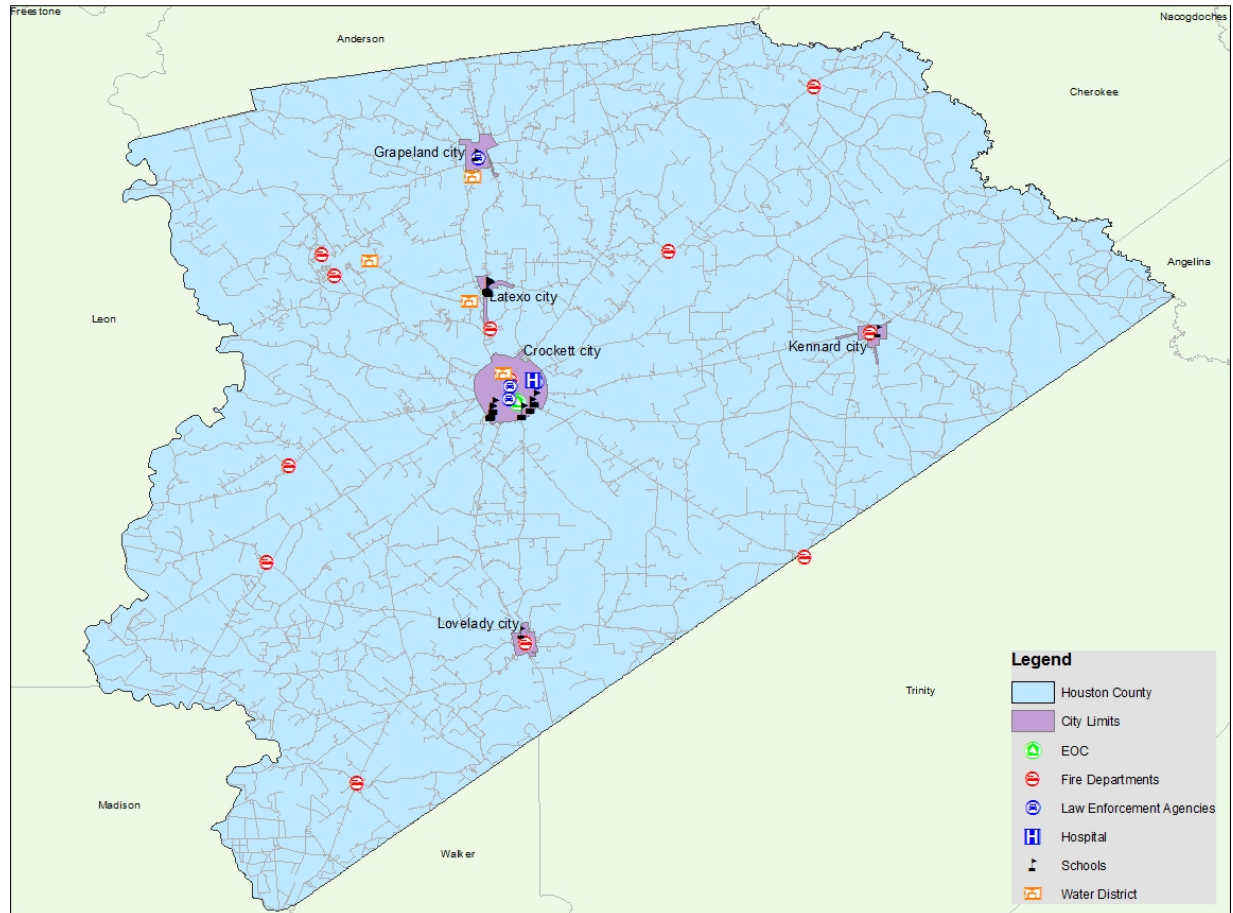 Freestone
Nacogdoches
Anderson
Cherokee
Grapeland city
Angelina
Latexo city
Leon
Kennard city
Crockett city
H
Lovelady city
Legend
Houston County
City Limits
EOC
Fire Departments
Law Enforcement Agencies
H Hospital
Schools
Water District
Trinity
Madison
Walker